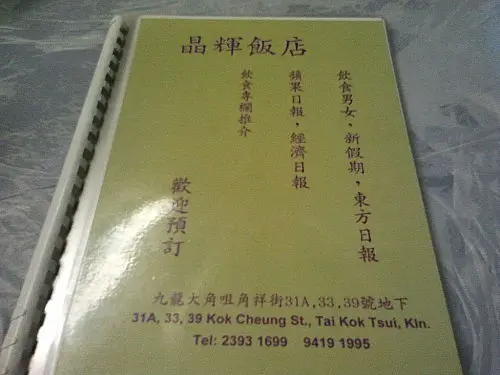 晶輝飯店
飲食男女、新假期，東方日報
蘋果日報，經濟日報
飲食專欄推介
歡迎預訂
九龍大角咀角祥街31A,33,39號地下
31A, 33, 39 Kok Cheung St., Tai Kok Tsui, Kln.
Tel: 2393 1699 9419 1995